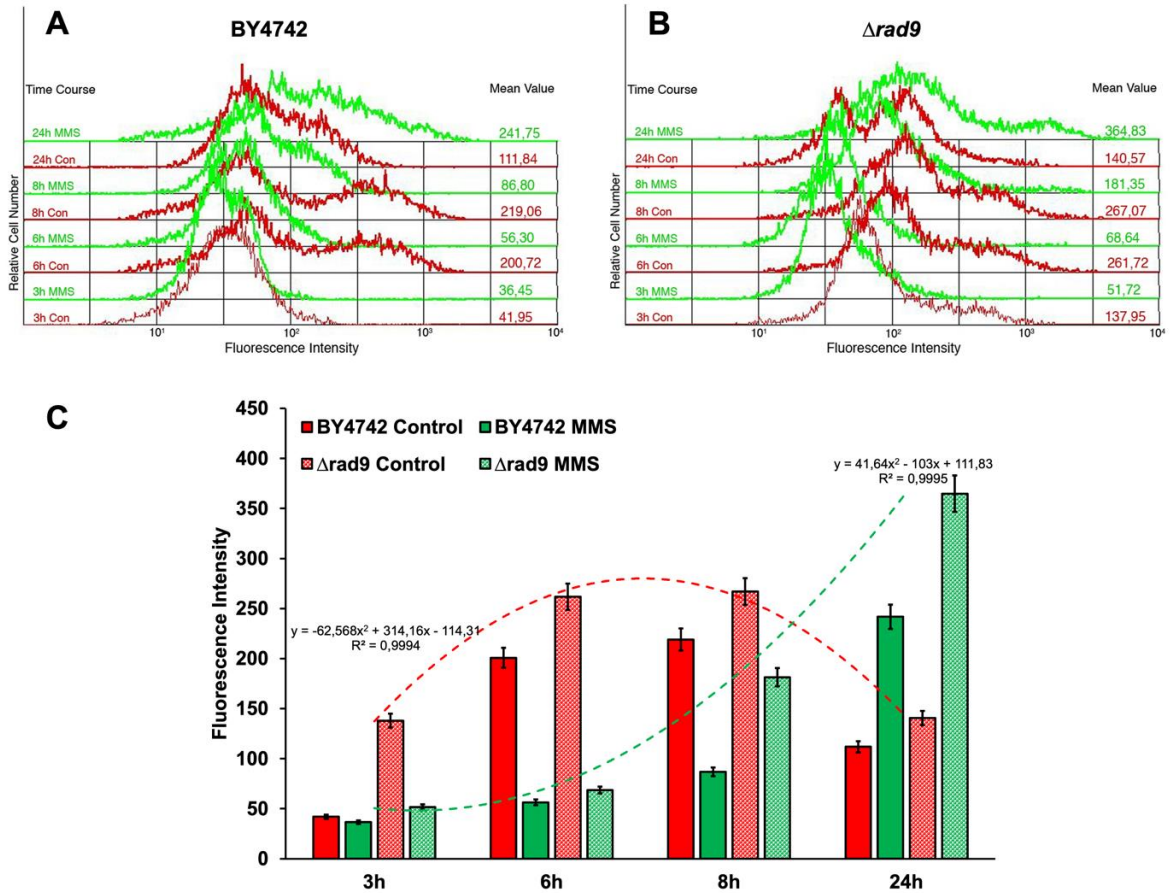 A
BY4742
Time Course
Mean Value
24h MMS 241,75
24h Con 111,84
8h MMS 86,80
8h Con 219,06
6h MMS 56,30
6h Con 200,72
3h MMS 36,45
3h Con 41,95
Relative Cell Number
10¹ 10² 10³ 10⁴
Fluorescence Intensity
B
Δrad9
Time Course
Mean Value
24h MMS 364,83
24h Con 140,57
8h MMS 181,35
8h Con 267,07
6h MMS 68,64
6h Con 261,72
3h MMS 51,72
3h Con 137,95
Relative Cell Number
10¹ 10² 10³ 10⁴
Fluorescence Intensity
C
450
400
350
300
250
200
150
100
50
0
Fluorescence Intensity
BY4742 Control BY4742 MMS
Δrad9 Control Δrad9 MMS
y = 41,64x² - 103x + 111,83
R² = 0,9995
y = -62,568x² + 314,16x - 114,31
R² = 0,9994
3h 6h 8h 24h